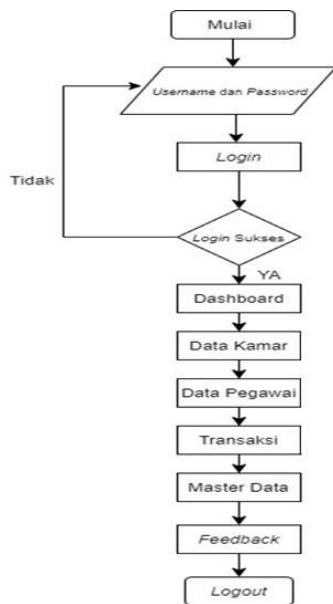 Mulai
Username dan Password
Login
Tidak
Login Sukses
YA
Dashboard
Data Kamar
Data Pegawai
Transaksi
Master Data
Feedback
Logout